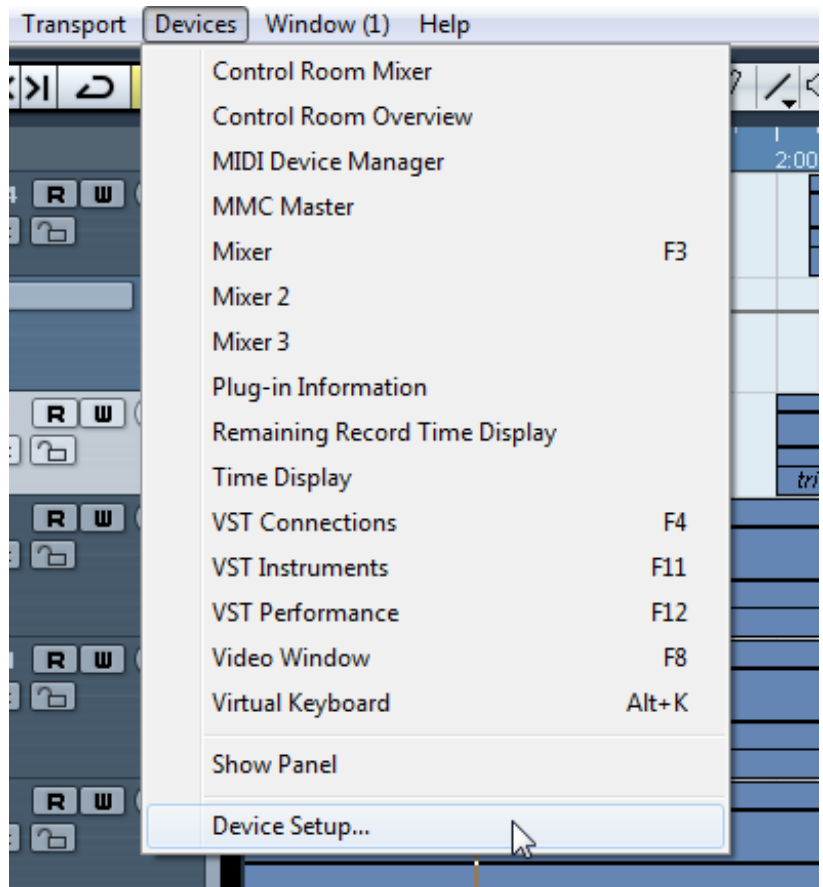 Transport Devices Window (1) Help
Control Room Mixer
Control Room Overview
MIDI Device Manager
2:00
R W
MMC Master
Mixer F3
Mixer 2
Mixer 3
Plug-in Information
R W
Remaining Record Time Display
Time Display
tri
VST Connections F4
R W
VST Instruments F11
VST Performance F12
Video Window F8
R W
Virtual Keyboard Alt+K
Show Panel
R W
Device Setup...